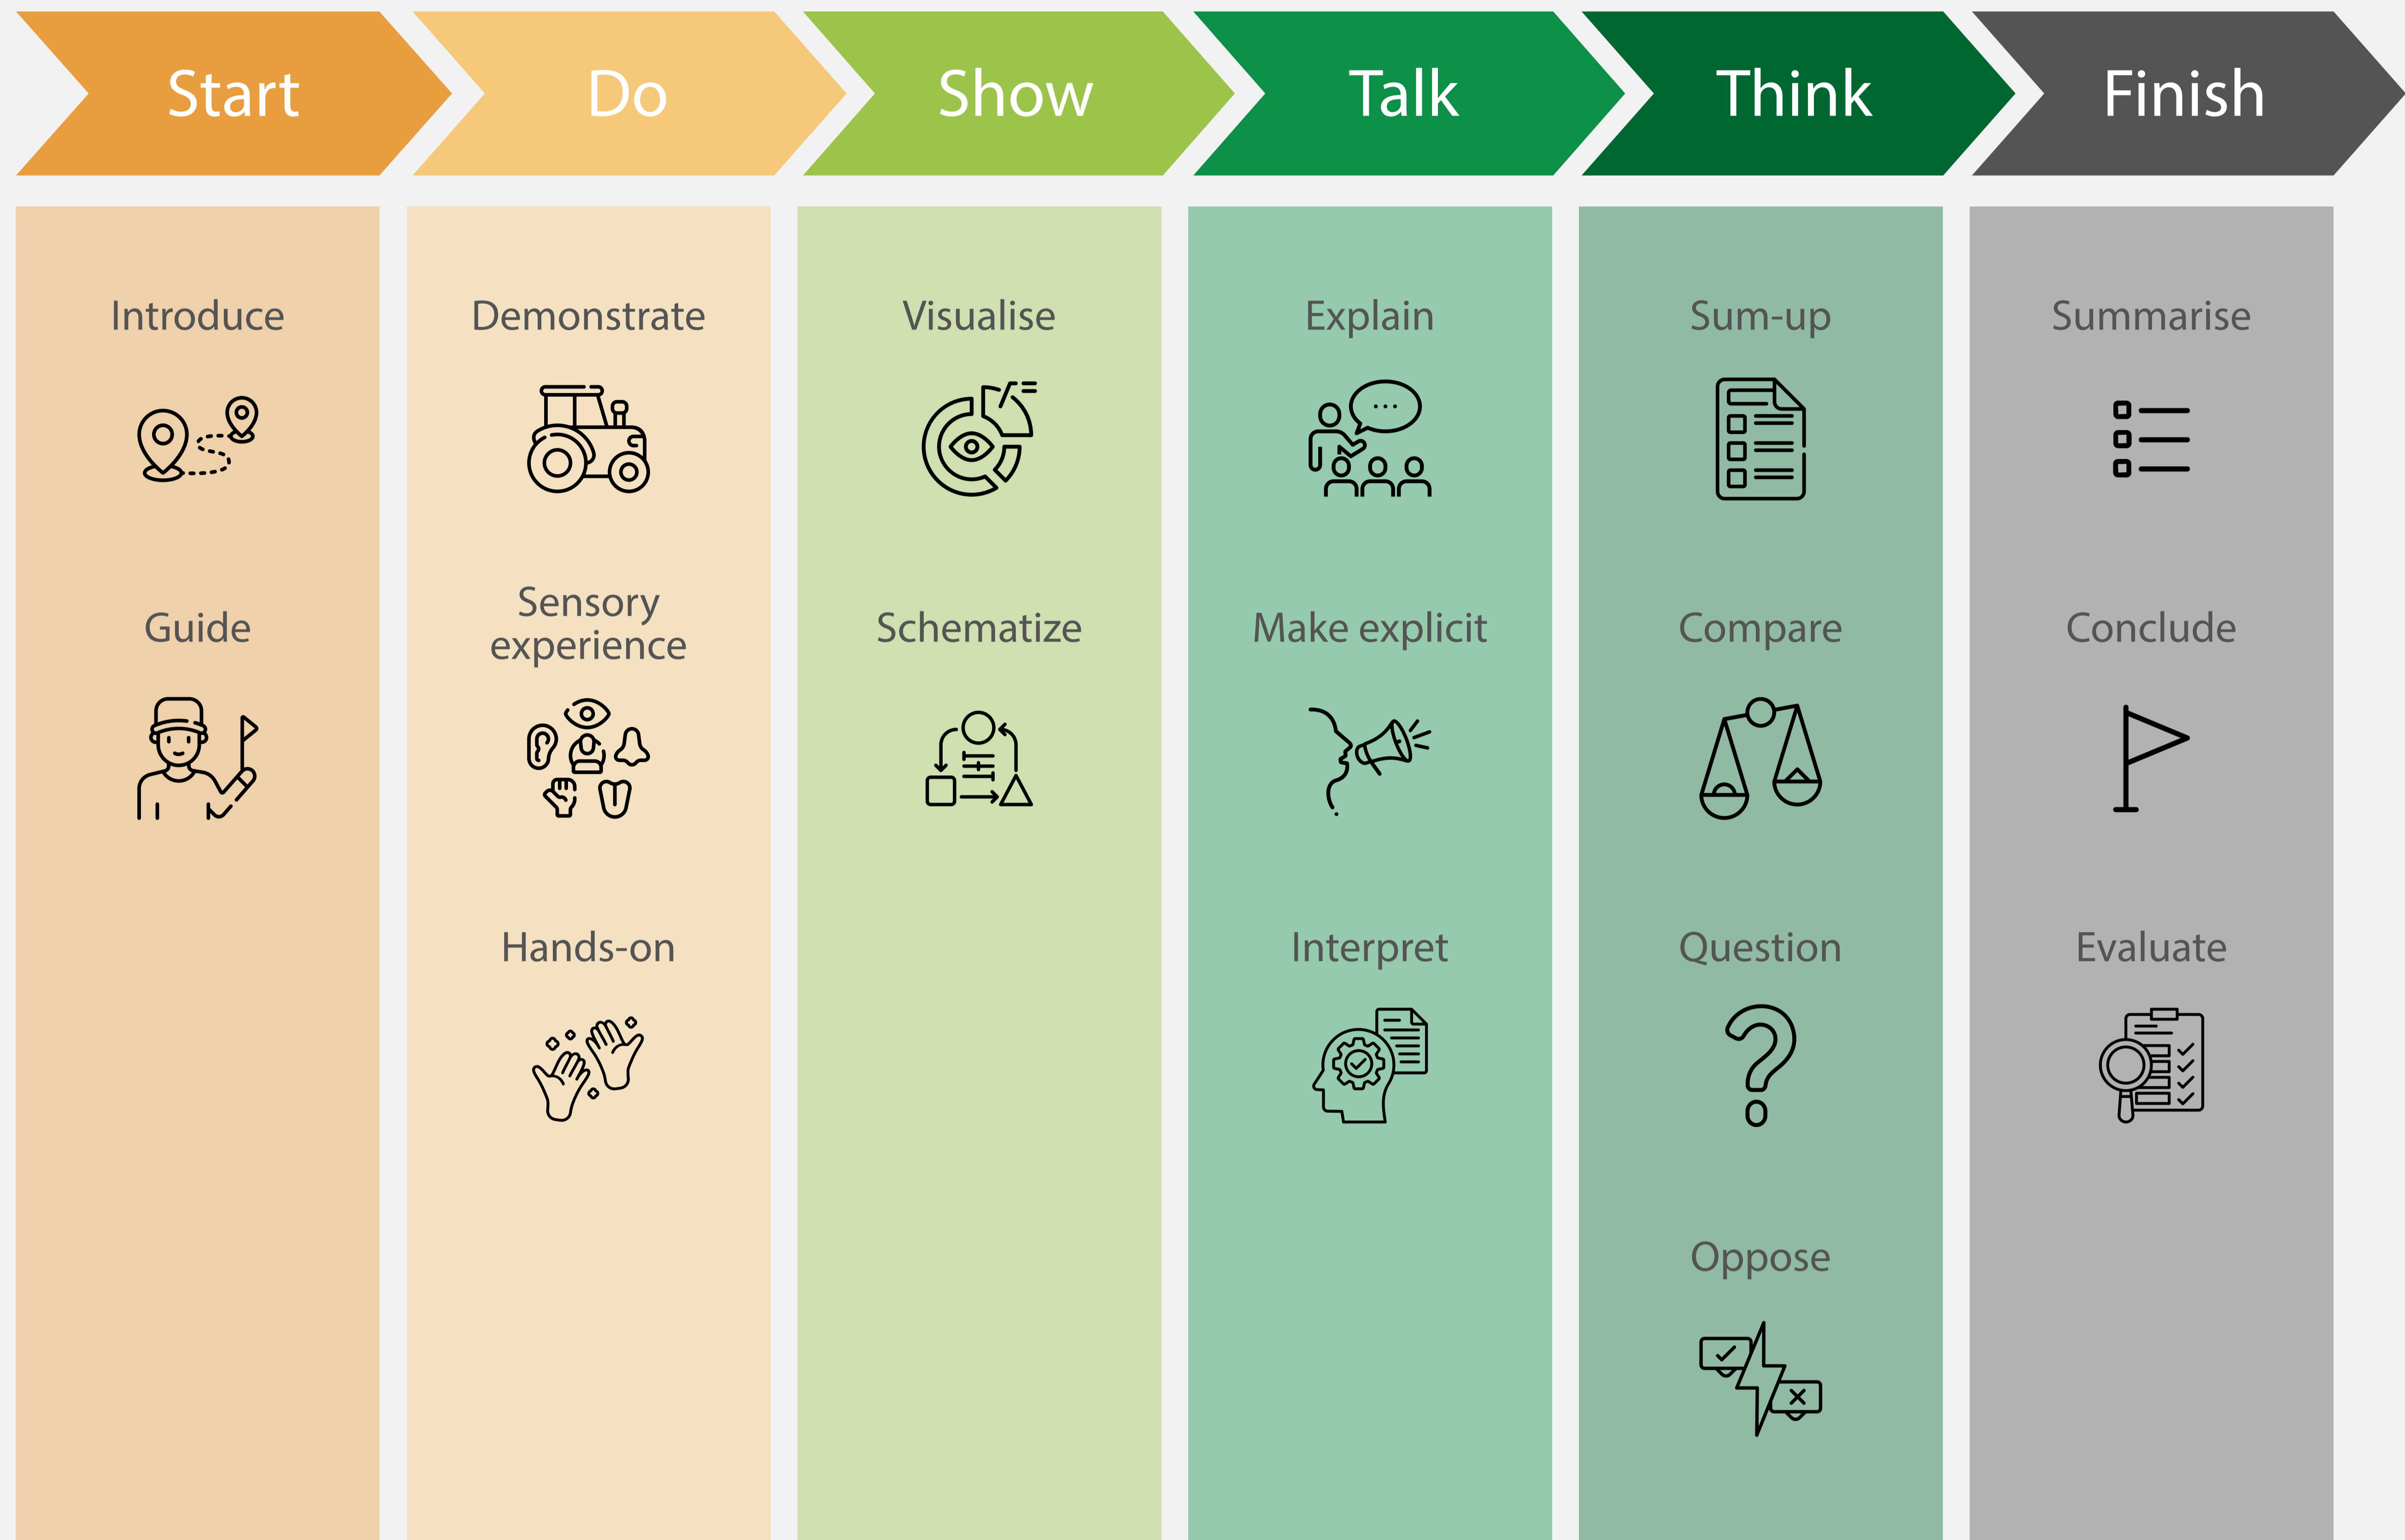 Start
Do
Show
Talk
Think
Finish
Introduce
Guide
Demonstrate
Sensory
experience
Hands-on
Visualise
Schematize
Explain
Make explicit
Interpret
Sum-up
Compare
Question
Oppose
Summarise
Conclude
Evaluate